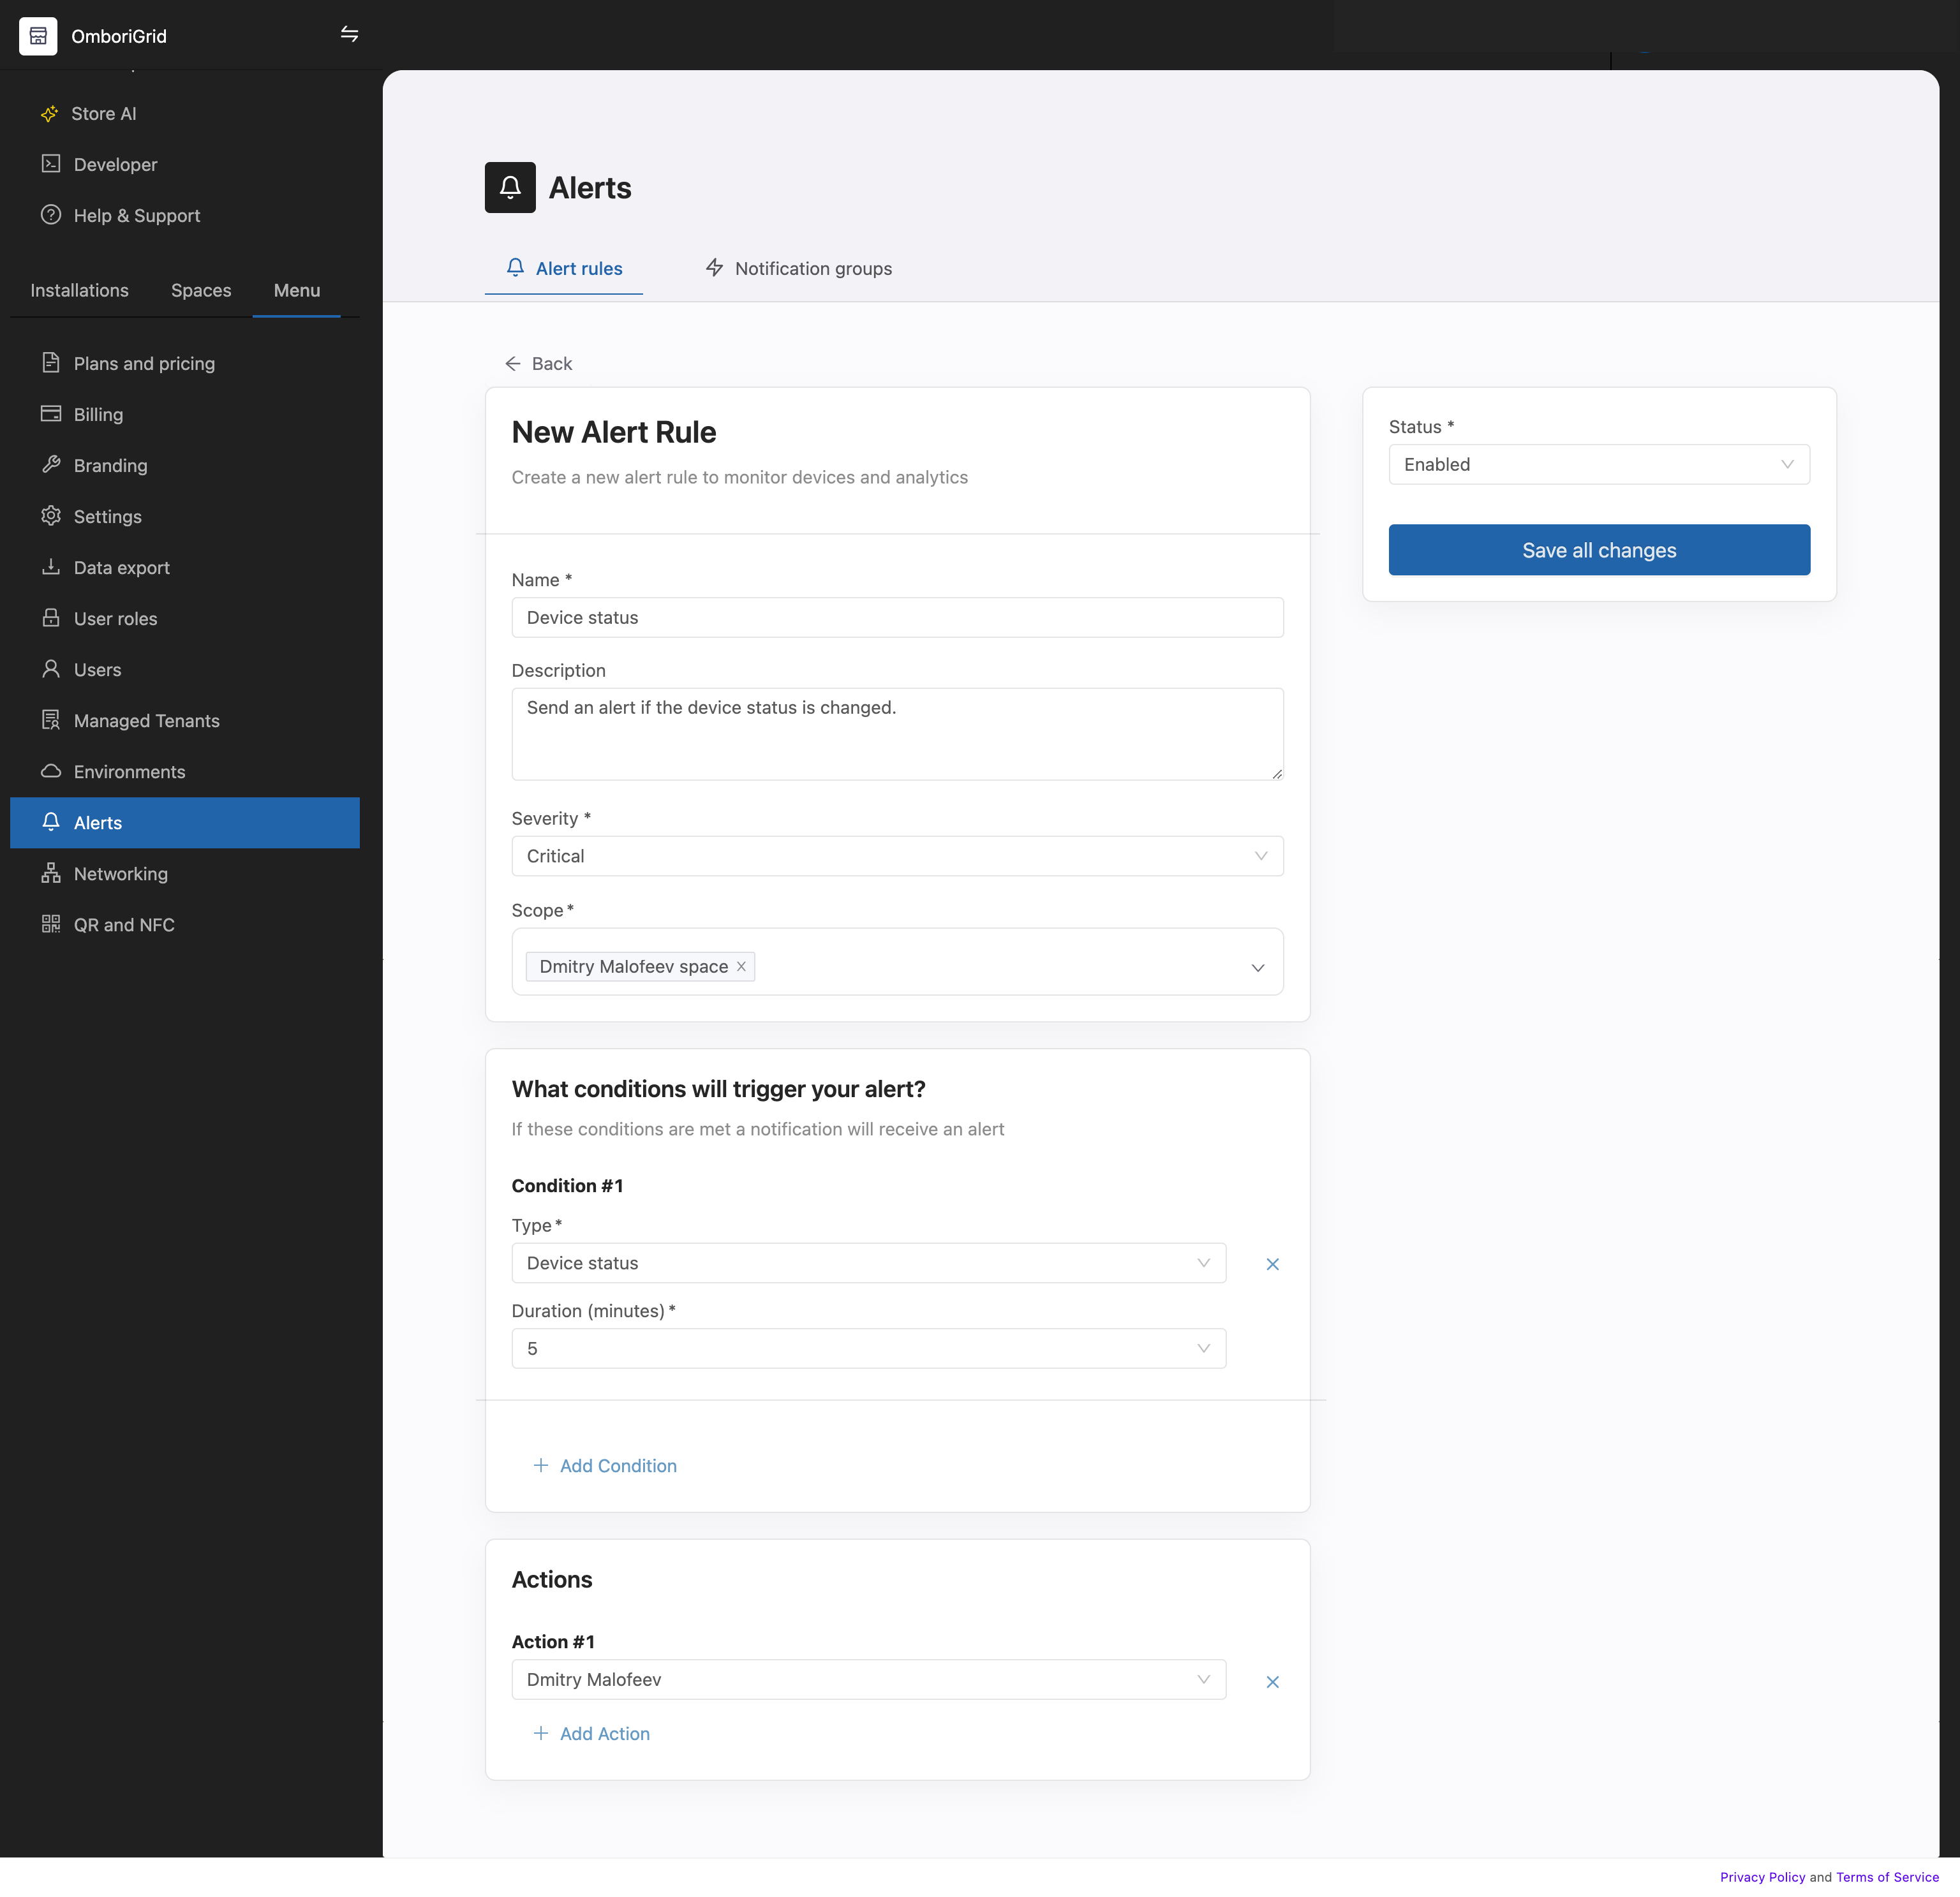 OmboriGrid
Store AI
Developer
Help & Support
Installations Spaces Menu
Plans and pricing
Billing
Branding
Settings
Data export
User roles
Users
Managed Tenants
Environments
Alerts
Networking
QR and NFC
Alerts
Alert rules Notification groups
Back
New Alert Rule
Create a new alert rule to monitor devices and analytics
Name *
Device status
Description
Send an alert if the device status is changed.
Severity *
Critical
Scope *
Dmitry Malofeev space
Status *
Enabled
Save all changes
What conditions will trigger your alert?
If these conditions are met a notification will receive an alert
Condition #1
Type *
Device status
Duration (minutes) *
5
Add Condition
Actions
Action #1
Dmitry Malofeev
Add Action
Privacy Policy and Terms of Service